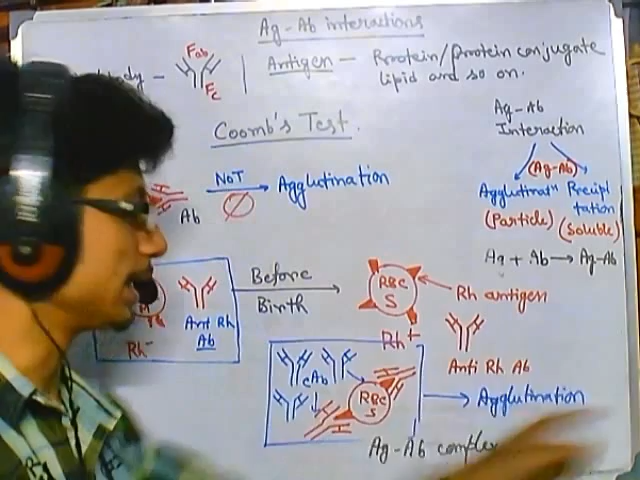 Ag-Ab interactions
Fab
Fc
Antigen — Protein/protein conjugate
lipid and so on.
Coomb's Test.
Ag-Ab
Interaction
(Ag-Ab)
Agglutinatn Precipi
tation
(Particle) (Soluble)
Ag + Ab → Ag-Ab
NOT
Agglutination
Ab
Before
Birth
RBC
S
Rh antigen
Rh+
Anti Rh
Ab
Rh-
Anti Rh Ab
cAb
RBC
S
Agglutination
Ag-Ab complex